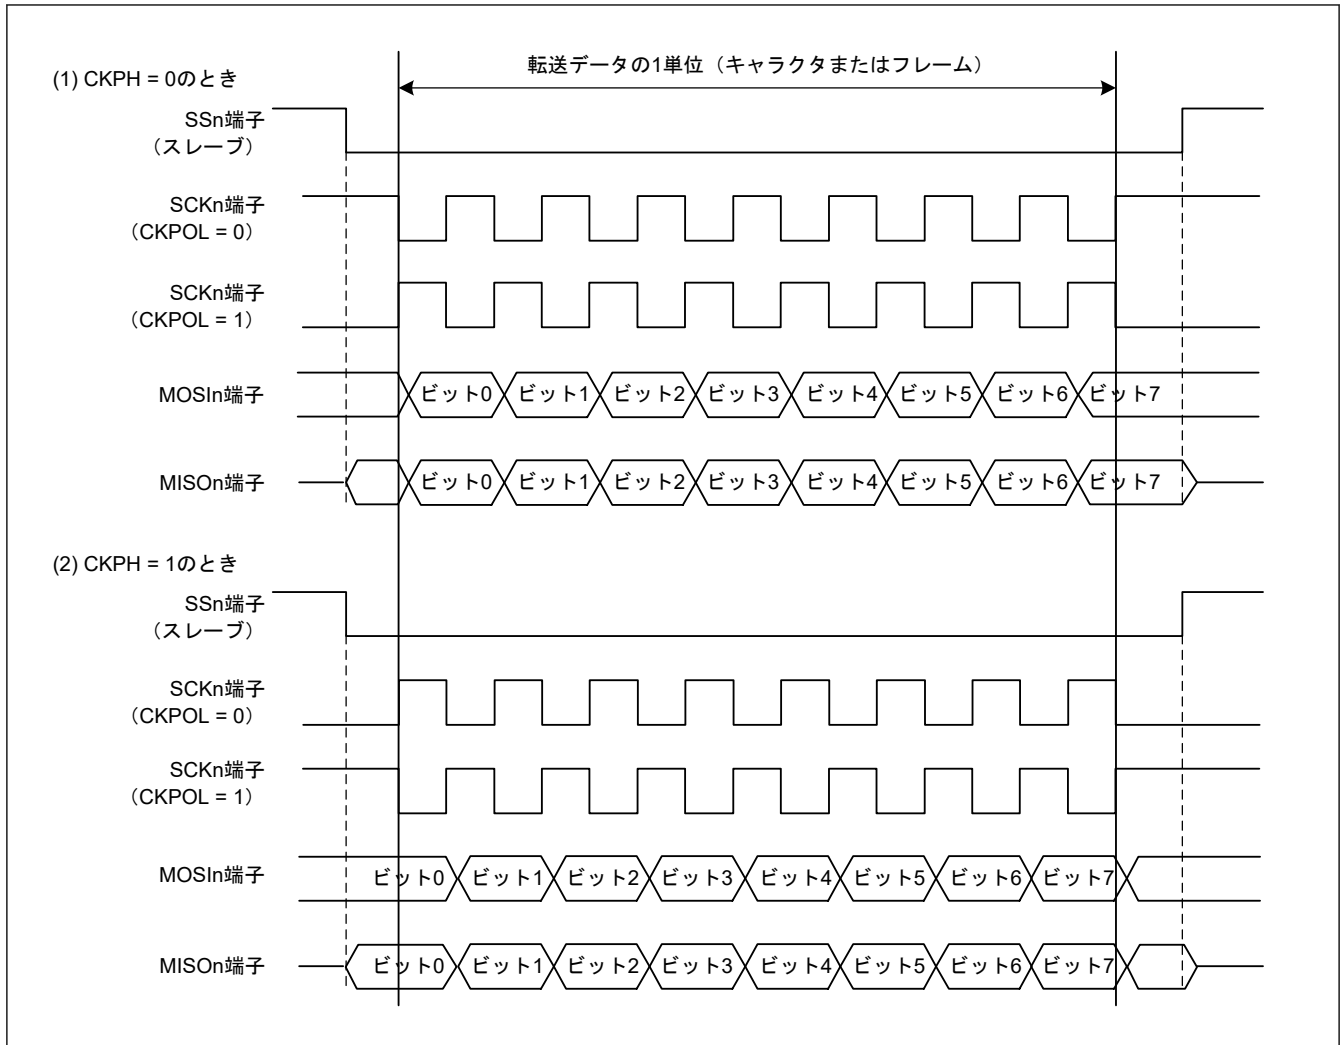 転送データの1単位（キャラクタまたはフレーム）
(1) CKPH = 0のとき
SSn端子
（スレーブ）
SCKn端子
（CKPOL = 0）
SCKn端子
（CKPOL = 1）
MOSIn端子
ビット0 ビット1 ビット2 ビット3 ビット4 ビット5 ビット6 ビット7
MISOn端子
ビット0 ビット1 ビット2 ビット3 ビット4 ビット5 ビット6 ビット7
(2) CKPH = 1のとき
SSn端子
（スレーブ）
SCKn端子
（CKPOL = 0）
SCKn端子
（CKPOL = 1）
MOSIn端子
ビット0 ビット1 ビット2 ビット3 ビット4 ビット5 ビット6 ビット7
MISOn端子
ビット0 ビット1 ビット2 ビット3 ビット4 ビット5 ビット6 ビット7